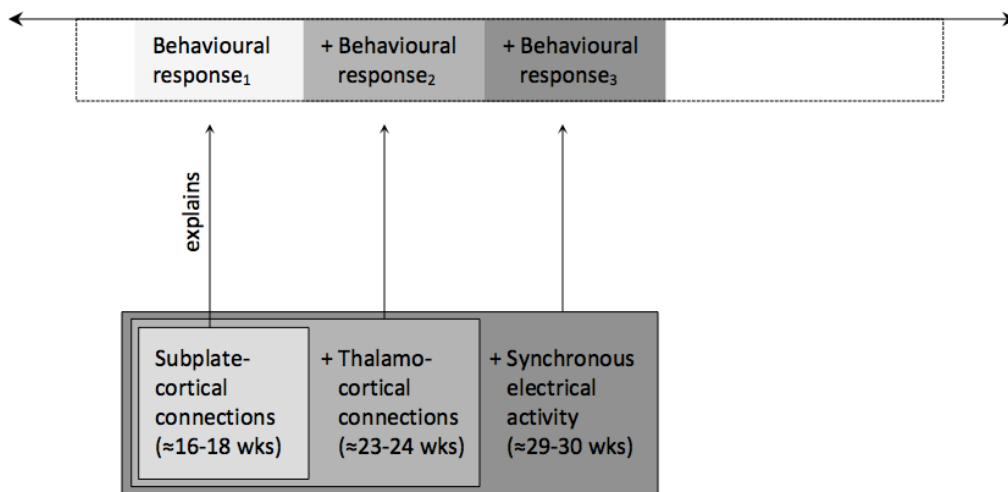 Behavioural
response₁
+ Behavioural
response₂
+ Behavioural
response₃
explains
Subplate-
cortical
connections
(≈16-18 wks)
+ Thalamo-
cortical
connections
(≈23-24 wks)
+ Synchronous
electrical
activity
(≈29-30 wks)